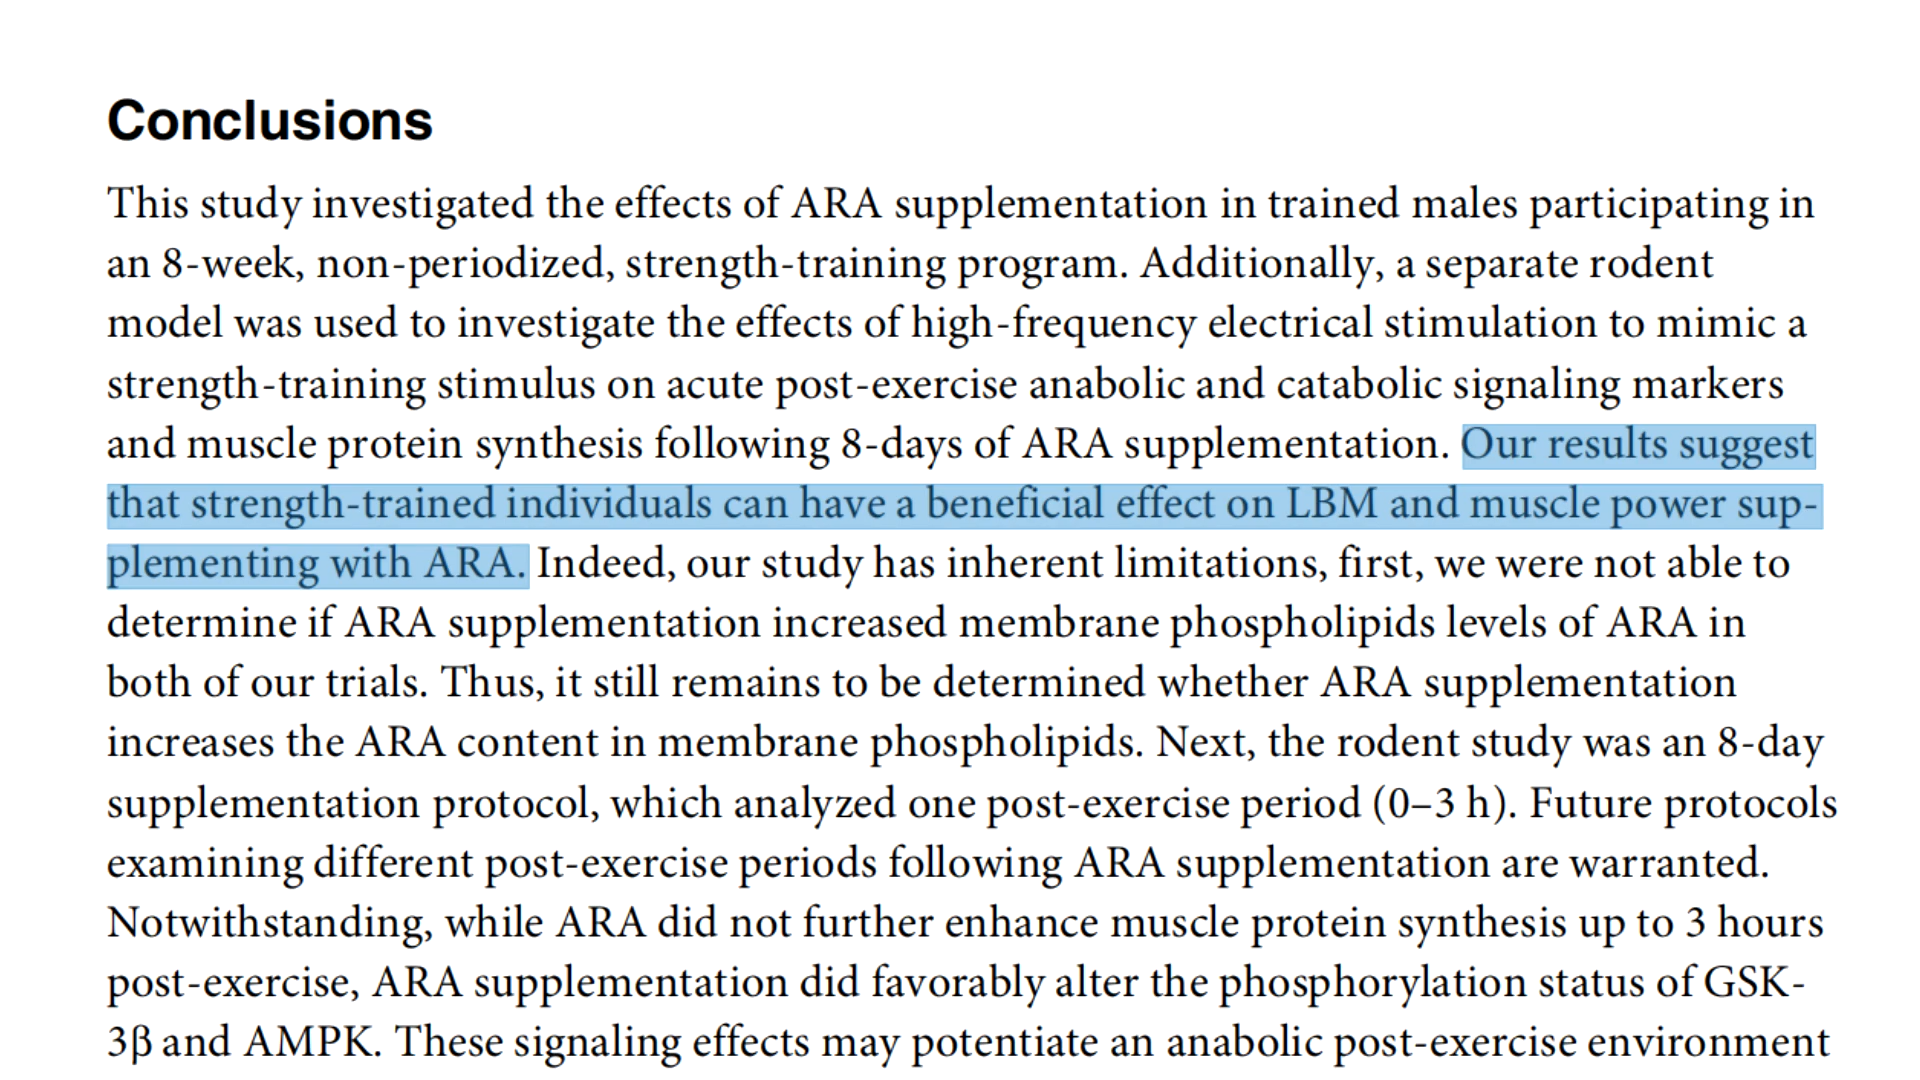 Conclusions
This study investigated the effects of ARA supplementation in trained males participating in
an 8-week, non-periodized, strength-training program. Additionally, a separate rodent
model was used to investigate the effects of high-frequency electrical stimulation to mimic a
strength-training stimulus on acute post-exercise anabolic and catabolic signaling markers
and muscle protein synthesis following 8-days of ARA supplementation. Our results suggest
that strength-trained individuals can have a beneficial effect on LBM and muscle power sup-
plementing with ARA. Indeed, our study has inherent limitations, first, we were not able to
determine if ARA supplementation increased membrane phospholipids levels of ARA in
both of our trials. Thus, it still remains to be determined whether ARA supplementation
increases the ARA content in membrane phospholipids. Next, the rodent study was an 8-day
supplementation protocol, which analyzed one post-exercise period (0–3 h). Future protocols
examining different post-exercise periods following ARA supplementation are warranted.
Notwithstanding, while ARA did not further enhance muscle protein synthesis up to 3 hours
post-exercise, ARA supplementation did favorably alter the phosphorylation status of GSK-
3β and AMPK. These signaling effects may potentiate an anabolic post-exercise environment